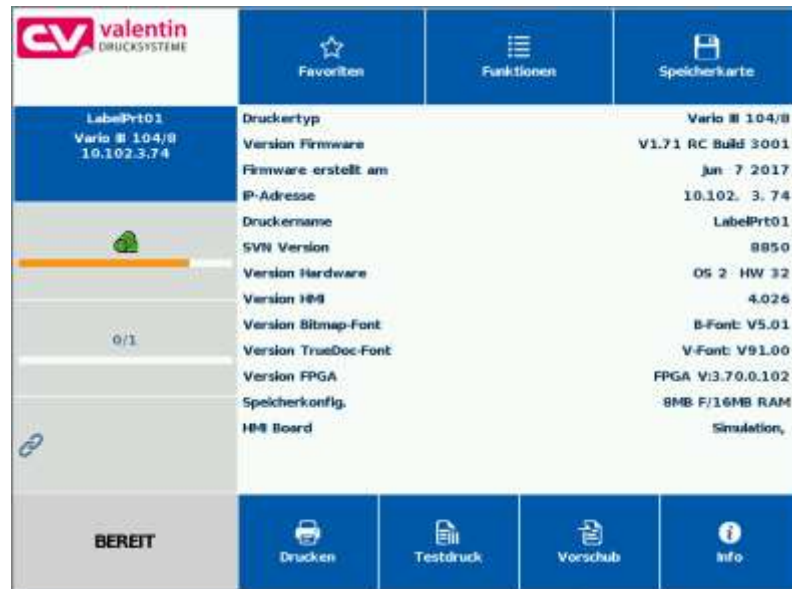 CV valentin
DRUCKSYSTEME
Favoriten
Funktionen
Speicherkarte
LabelPrt01
Vario III 104/8
10.102.3.74
Druckertyp Vario III 104/8
Version Firmware V1.71 RC Build 3001
Firmware erstellt am Jun 7 2017
IP-Adresse 10.102. 3. 74
Druckername LabelPrt01
SVN Version 8850
Version Hardware OS 2 HW 32
Version HMI 4.026
Version Bitmap-Font B-Font: V5.01
Version TrueDoc-Font V-Font: V91.00
Version FPGA FPGA V:3.70.0.102
Speicherkonfig. 8MB F/16MB RAM
HMI Board Simulation,
0/1
BEREIT
Drucken
Testdruck
Vorschub
Info